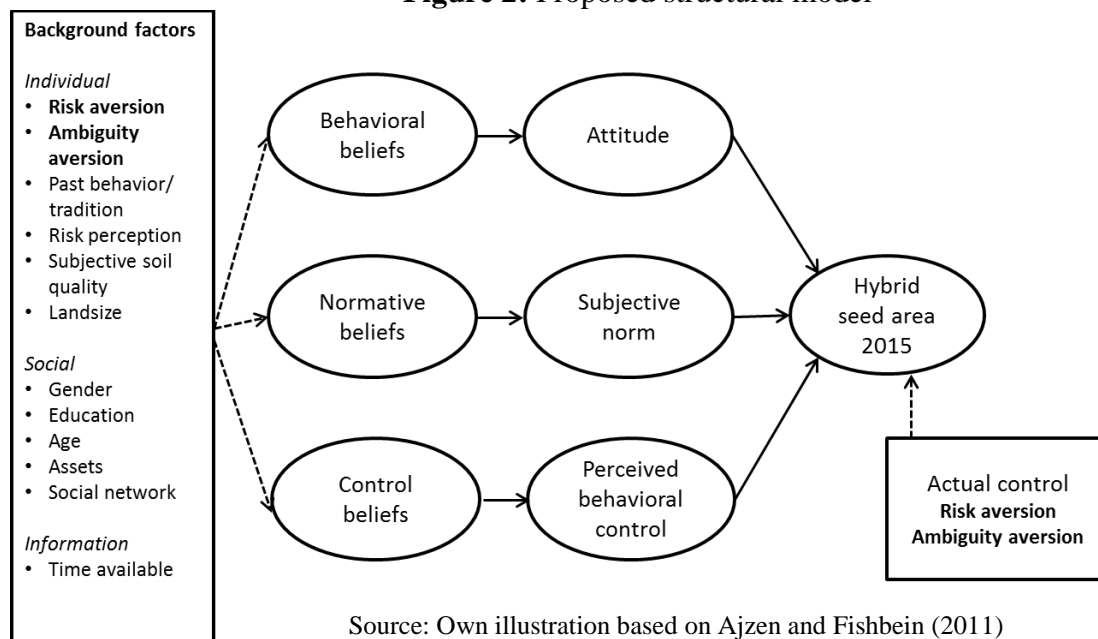 Figure 2: Proposed structural model
Background factors
Individual
• Risk aversion
• Ambiguity
aversion
• Past behavior/
tradition
• Risk perception
• Subjective soil
quality
• Landsize
Social
• Gender
• Education
• Age
• Assets
• Social network
Information
• Time available
Behavioral
beliefs
Attitude
Normative
beliefs
Subjective
norm
Hybrid
seed area
2015
Control
beliefs
Perceived
behavioral
control
Actual control
Risk aversion
Ambiguity aversion
Source: Own illustration based on Ajzen and Fishbein (2011)